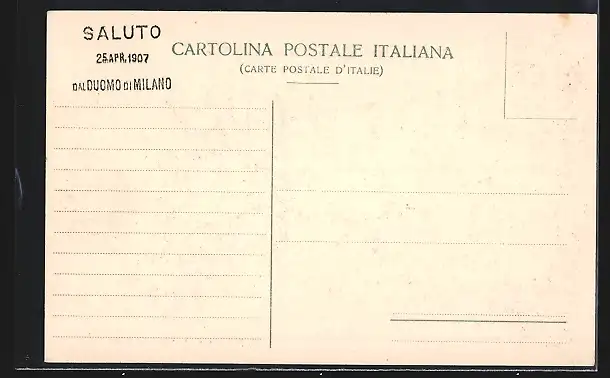 SALUTO
25.APR.1907
DAL DUOMO DI MILANO
CARTOLINA POSTALE ITALIANA
(CARTE POSTALE D'ITALIE)